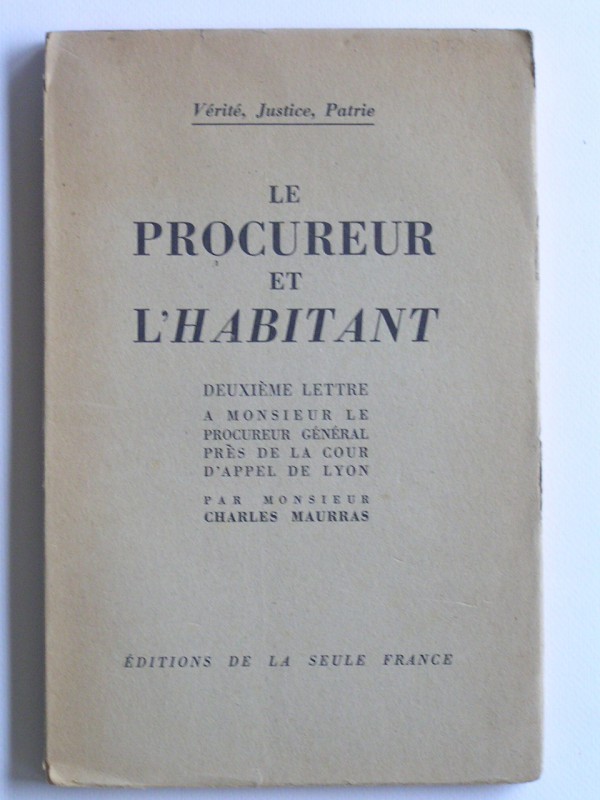 Vérité, Justice, Patrie
LE
PROCUREUR
ET
L'HABITANT
DEUXIÈME LETTRE
A MONSIEUR LE
PROCUREUR GÉNÉRAL
PRÈS DE LA COUR
D'APPEL DE LYON
PAR MONSIEUR
CHARLES MAURRAS
ÉDITIONS DE LA SEULE FRANCE